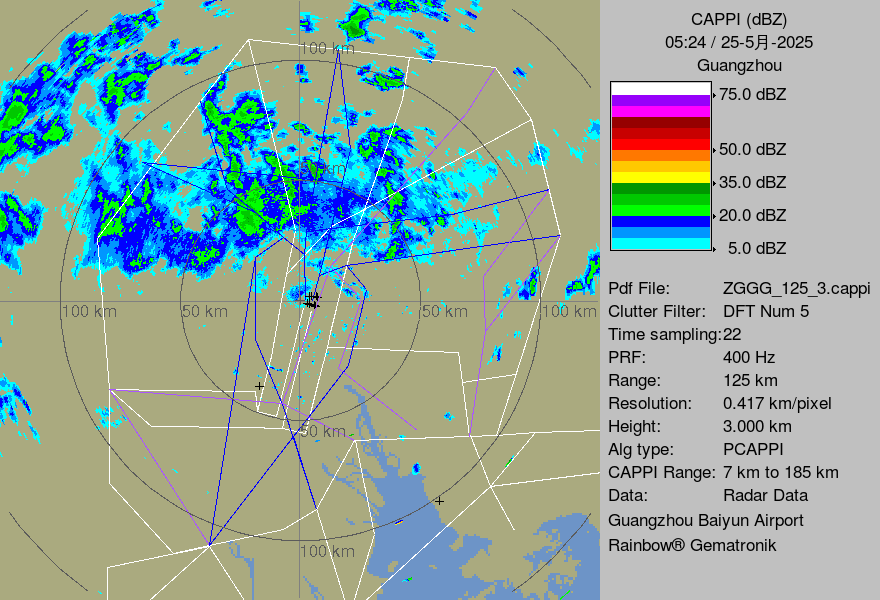 CAPPI (dBZ)
05:24 / 25-5月-2025
Guangzhou
75.0 dBZ
50.0 dBZ
35.0 dBZ
20.0 dBZ
5.0 dBZ
Pdf File: ZGGG_125_3.cappi
Clutter Filter: DFT Num 5
Time sampling:22
PRF: 400 Hz
Range: 125 km
Resolution: 0.417 km/pixel
Height: 3.000 km
Alg type: PCAPPI
CAPPI Range: 7 km to 185 km
Data: Radar Data
Guangzhou Baiyun Airport
Rainbow® Gematronik
100 km
50 km
100 km
50 km
50 km
100 km
50 km
100 km